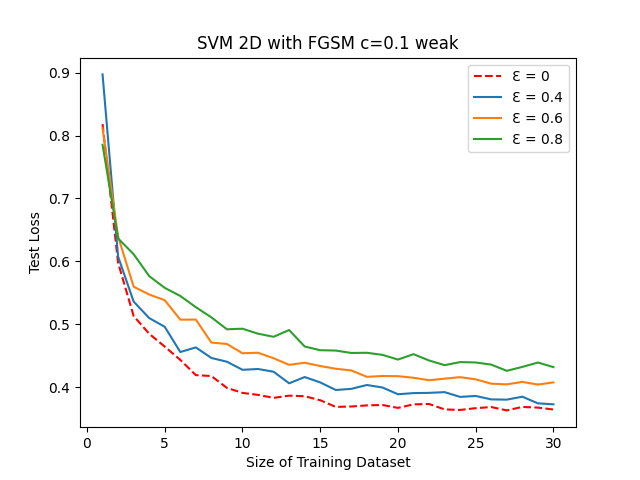 SVM 2D with FGSM c=0.1 weak
Test Loss
0.9
0.8
0.7
0.6
0.5
0.4
Ɛ = 0
Ɛ = 0.4
Ɛ = 0.6
Ɛ = 0.8
0 5 10 15 20 25 30
Size of Training Dataset